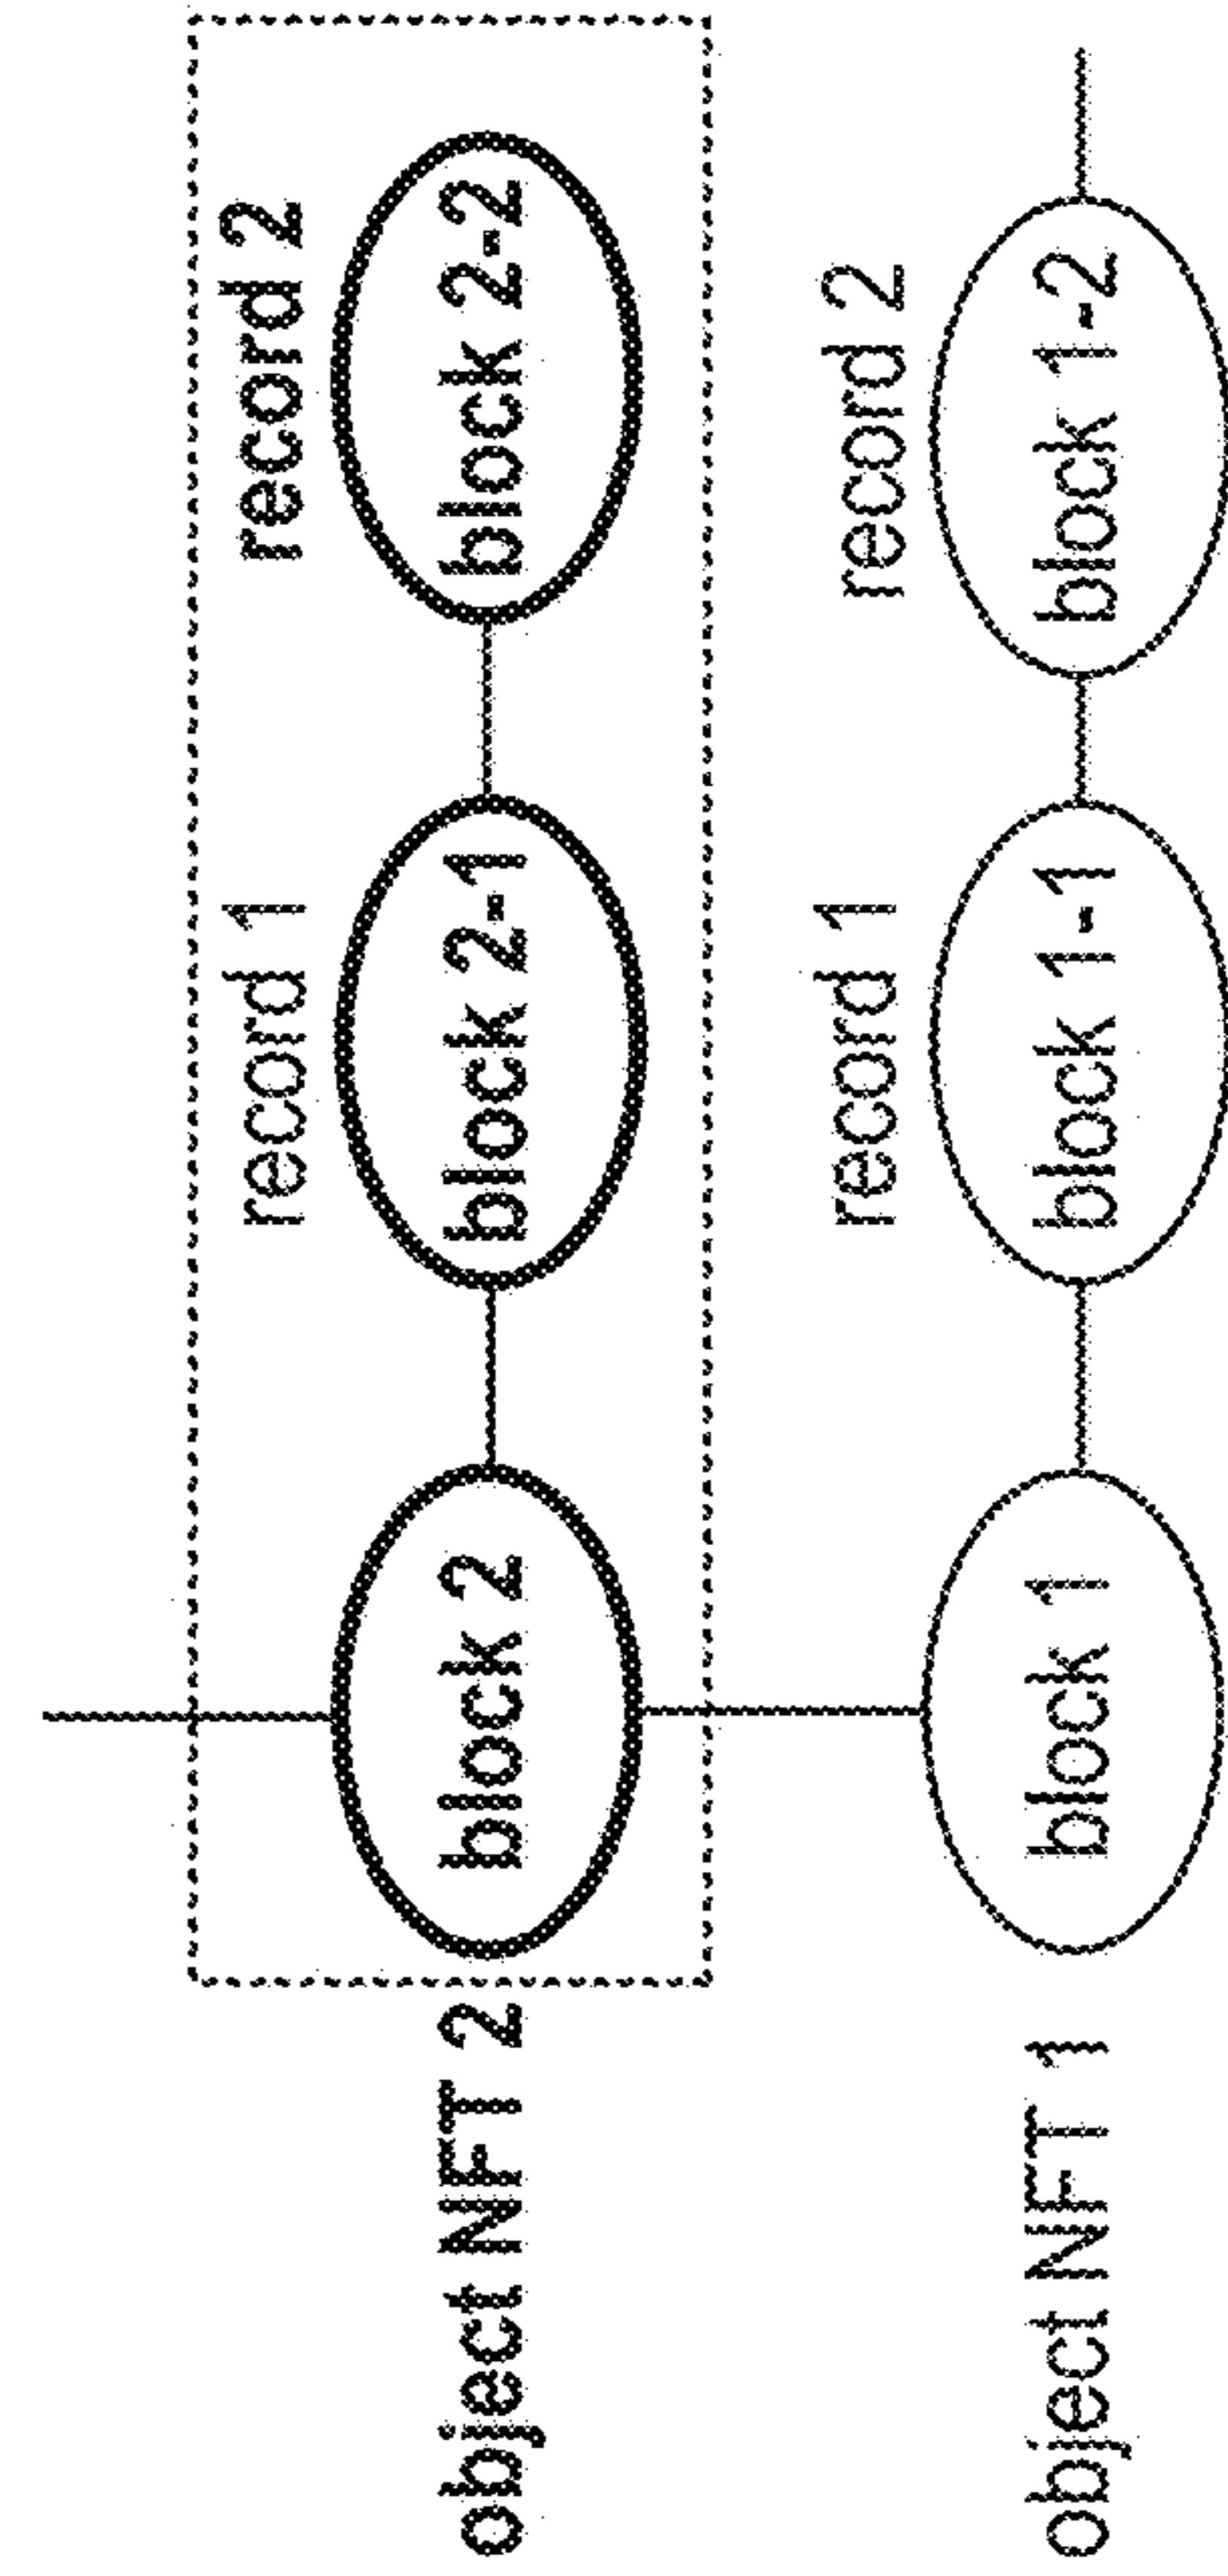 record 1
record 2
object NFT 2
block 2
block 2-1
block 2-2
record 1
record 2
object NFT 1
block 1
block 1-1
block 1-2